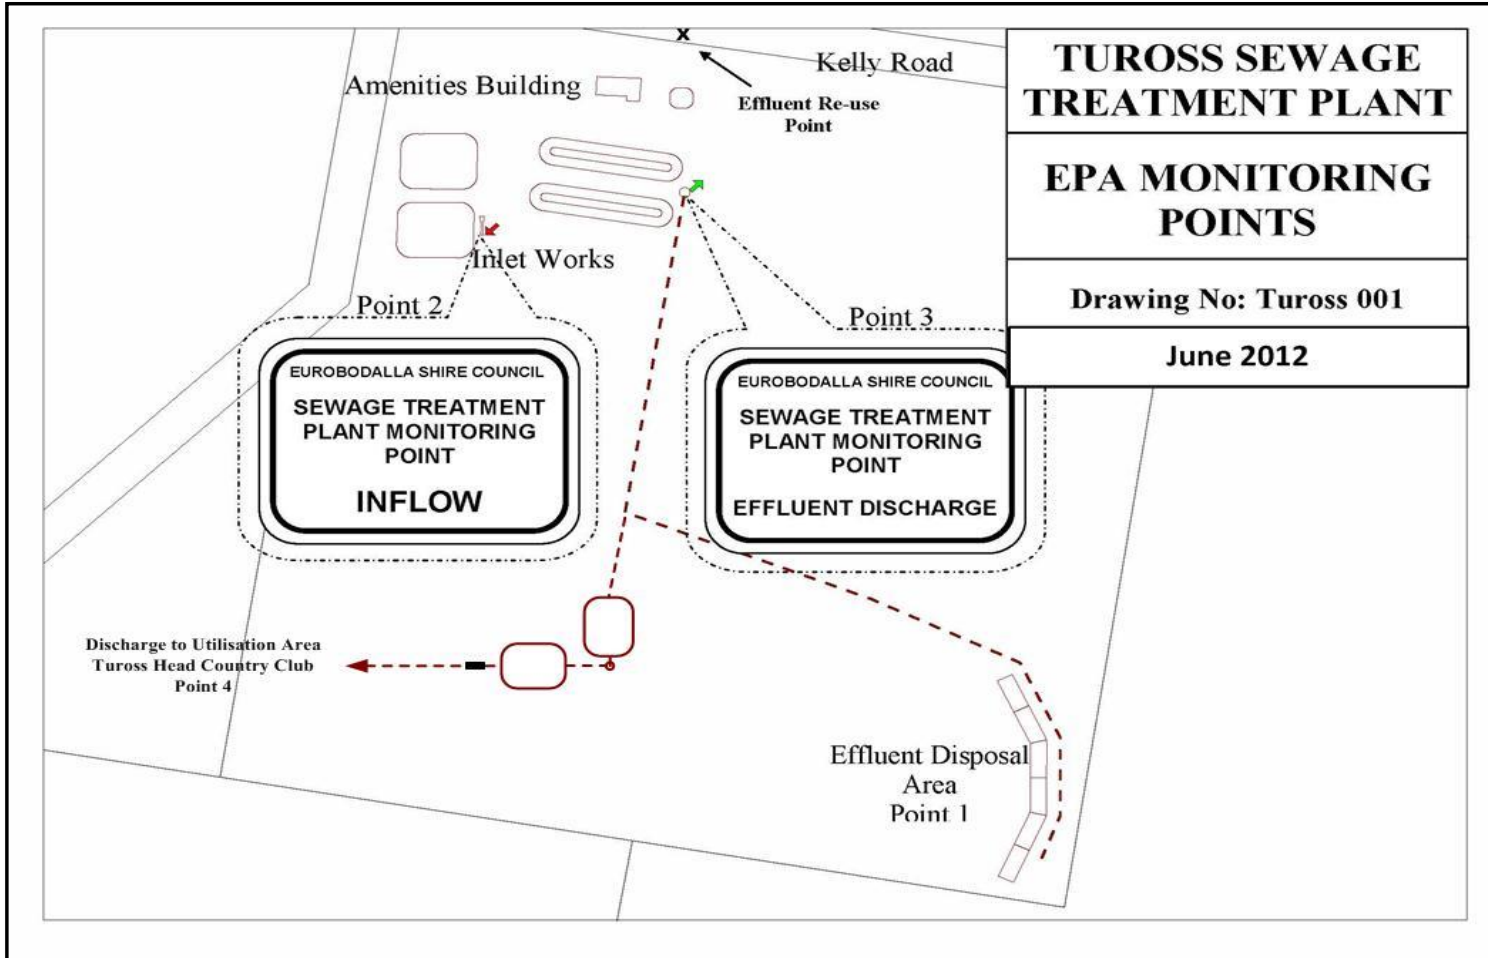 x
Kelly Road
Amenities Building
Effluent Re-use
Point
TUROSS SEWAGE
TREATMENT PLANT
EPA MONITORING
POINTS
Drawing No: Tuross 001
June 2012
Inlet Works
Point 2
Point 3
EUROBODALLA SHIRE COUNCIL
SEWAGE TREATMENT
PLANT MONITORING
POINT
INFLOW
EUROBODALLA SHIRE COUNCIL
SEWAGE TREATMENT
PLANT MONITORING
POINT
EFFLUENT DISCHARGE
Discharge to Utilisation Area
Tuross Head Country Club
Point 4
Effluent Disposal
Area
Point 1